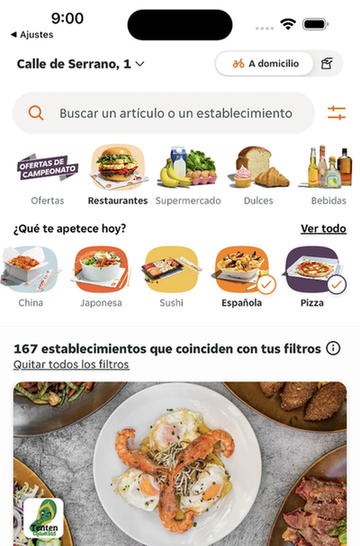 9:00
◀ Ajustes
Calle de Serrano, 1
A domicilio
Buscar un artículo o un establecimiento
OFERTAS DE
CAMPEONATO
Ofertas
Restaurantes
Supermercado
Dulces
Bebidas
¿Qué te apetece hoy?
Ver todo
China
Japonesa
Sushi
Española
Pizza
167 establecimientos que coinciden con tus filtros
Quitar todos los filtros
Tenten